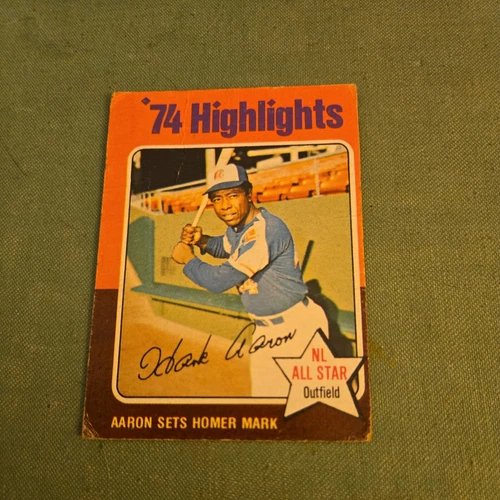 '74 Highlights
Hank Aaron
NL
ALL STAR
Outfield
AARON SETS HOMER MARK